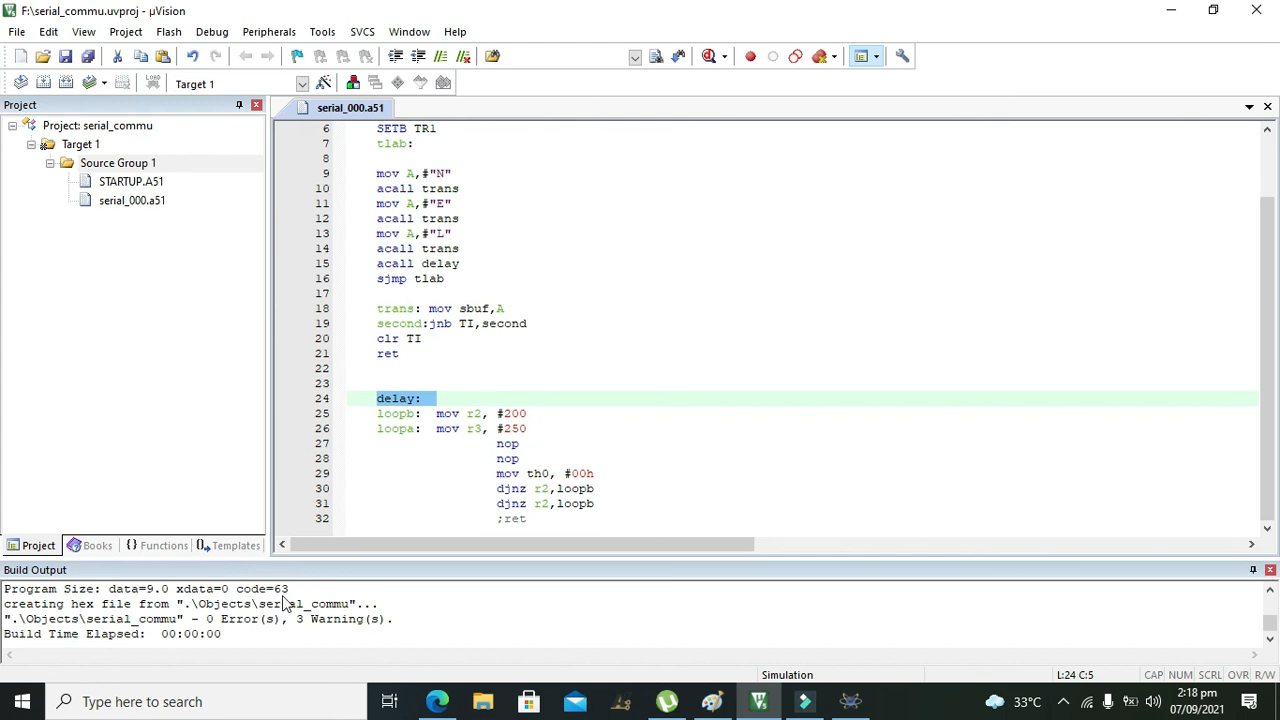 F:\serial_commu.uvproj - µVision
File Edit View Project Flash Debug Peripherals Tools SVCS Window Help
LOAD Target 1
Project
serial_000.a51
Project: serial_commu
Target 1
Source Group 1
STARTUP.A51
serial_000.a51
6 SETB TR1
7 tlab:
8
9 mov A,#"N"
10 acall trans
11 mov A,#"E"
12 acall trans
13 mov A,#"L"
14 acall trans
15 acall delay
16 sjmp tlab
17
18 trans: mov sbuf,A
19 second:jnb TI,second
20 clr TI
21 ret
22
23
24 delay:
25 loopb: mov r2, #200
26 loopa: mov r3, #250
27 nop
28 nop
29 mov th0, #00h
30 djnz r2,loopb
31 djnz r2,loopb
32 ;ret
Project Books {} Functions Templates
Build Output
Program Size: data=9.0 xdata=0 code=63
creating hex file from ".\Objects\serial_commu"...
".\Objects\serial_commu" - 0 Error(s), 3 Warning(s).
Build Time Elapsed: 00:00:00
Simulation L:24 C:5 CAP NUM SCRL OVR R/W
Type here to search
33°C
2:18 pm
07/09/2021